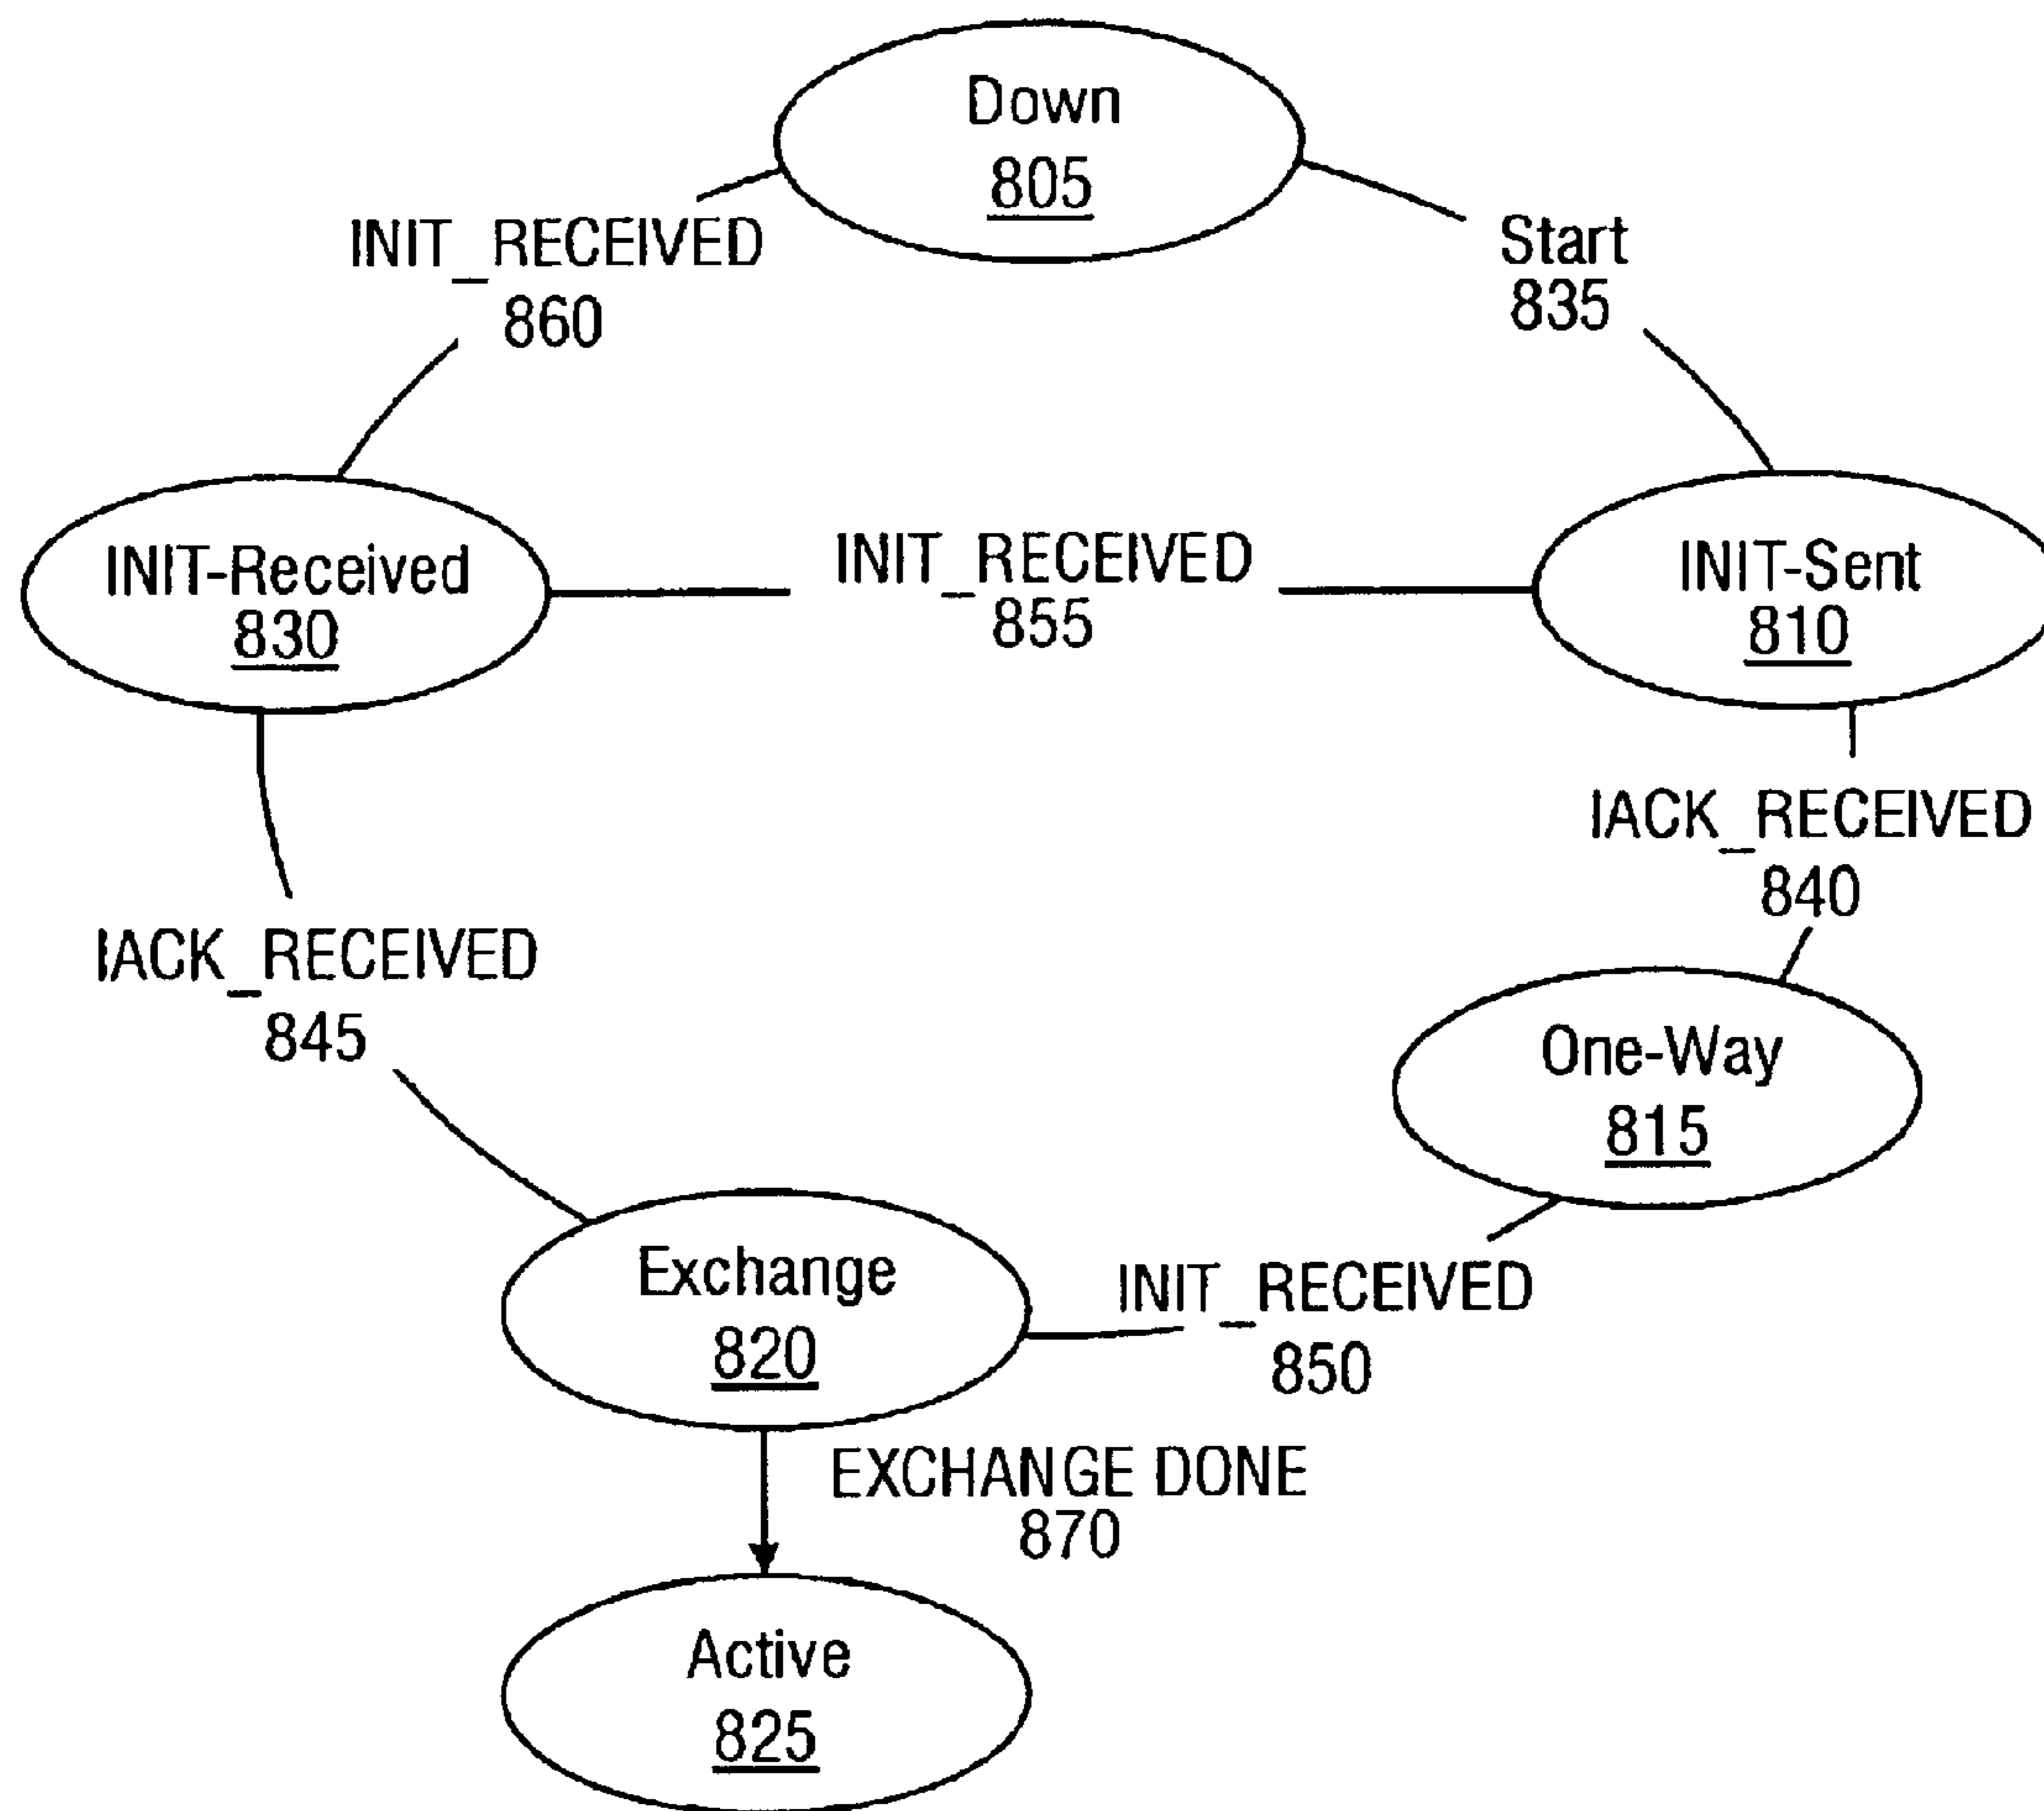 Down
805
INIT_RECEIVED
860
Start
835
INIT-Received
830
INIT_RECEIVED
855
INIT-Sent
810
IACK_RECEIVED
840
IACK_RECEIVED
845
One-Way
815
Exchange
820
INIT_RECEIVED
850
EXCHANGE DONE
870
Active
825